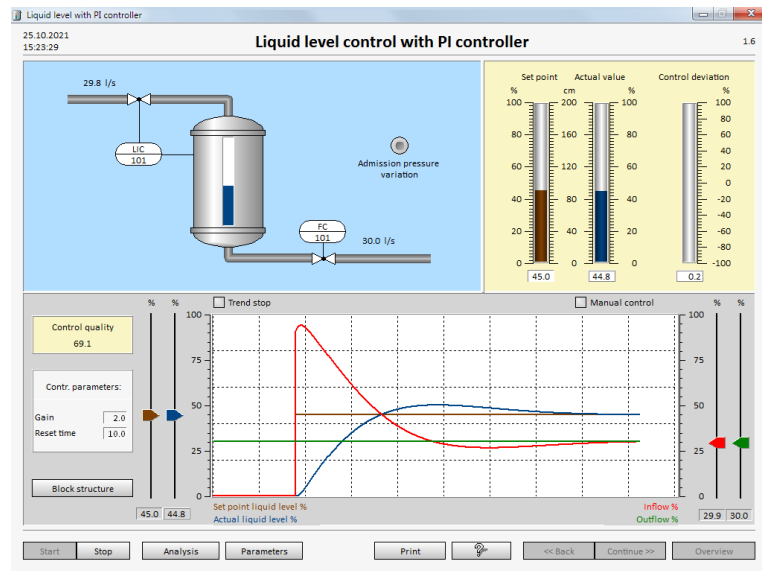 Liquid level with PI controller
25.10.2021
15:23:29
Liquid level control with PI controller
1.6
29.8 l/s
LIC
101
Admission pressure
variation
FC
101
30.0 l/s
Set point Actual value Control deviation
% cm % %
100 200 100 100
80
80 160 80 60
40
60 120 60 20
0
40 80 40 -20
-40
20 40 20 -60
-80
0 0 0 -100
45.0 44.8 0.2
% % Trend stop Manual control % %
Control quality
69.1
Contr. parameters:
Gain 2.0
Reset time 10.0
Block structure
100 100
75 75
50 50
25 25
0 0
45.0 44.8
Set point liquid level % Inflow %
Actual liquid level % Outflow %
29.9 30.0
Start Stop Analysis Parameters Print << Back Continue >> Overview